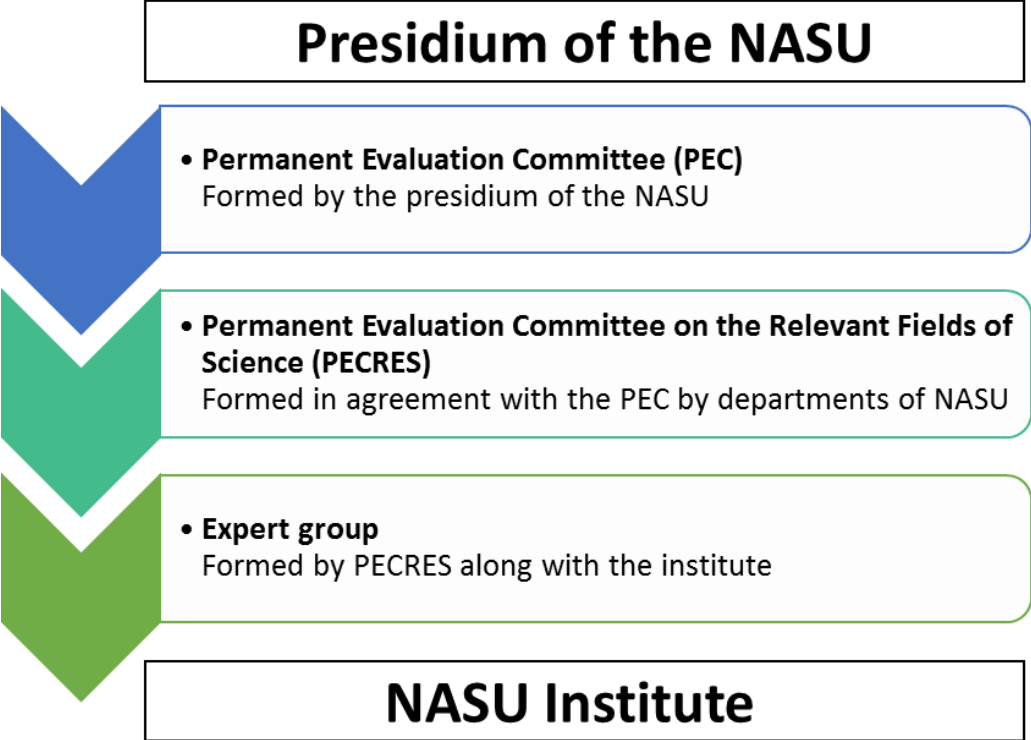 Presidium of the NASU
• Permanent Evaluation Committee (PEC)
Formed by the presidium of the NASU
• Permanent Evaluation Committee on the Relevant Fields of
Science (PECRES)
Formed in agreement with the PEC by departments of NASU
• Expert group
Formed by PECRES along with the institute
NASU Institute